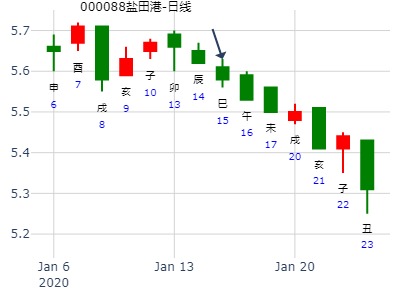 000088盐田港-日线
5.7
5.6
5.5
5.4
5.3
5.2
申
6
酉
7
戌
8
亥
9
子
10
卯
13
辰
14
巳
15
午
16
未
17
戌
20
亥
21
子
22
丑
23
Jan 6
2020
Jan 13
Jan 20